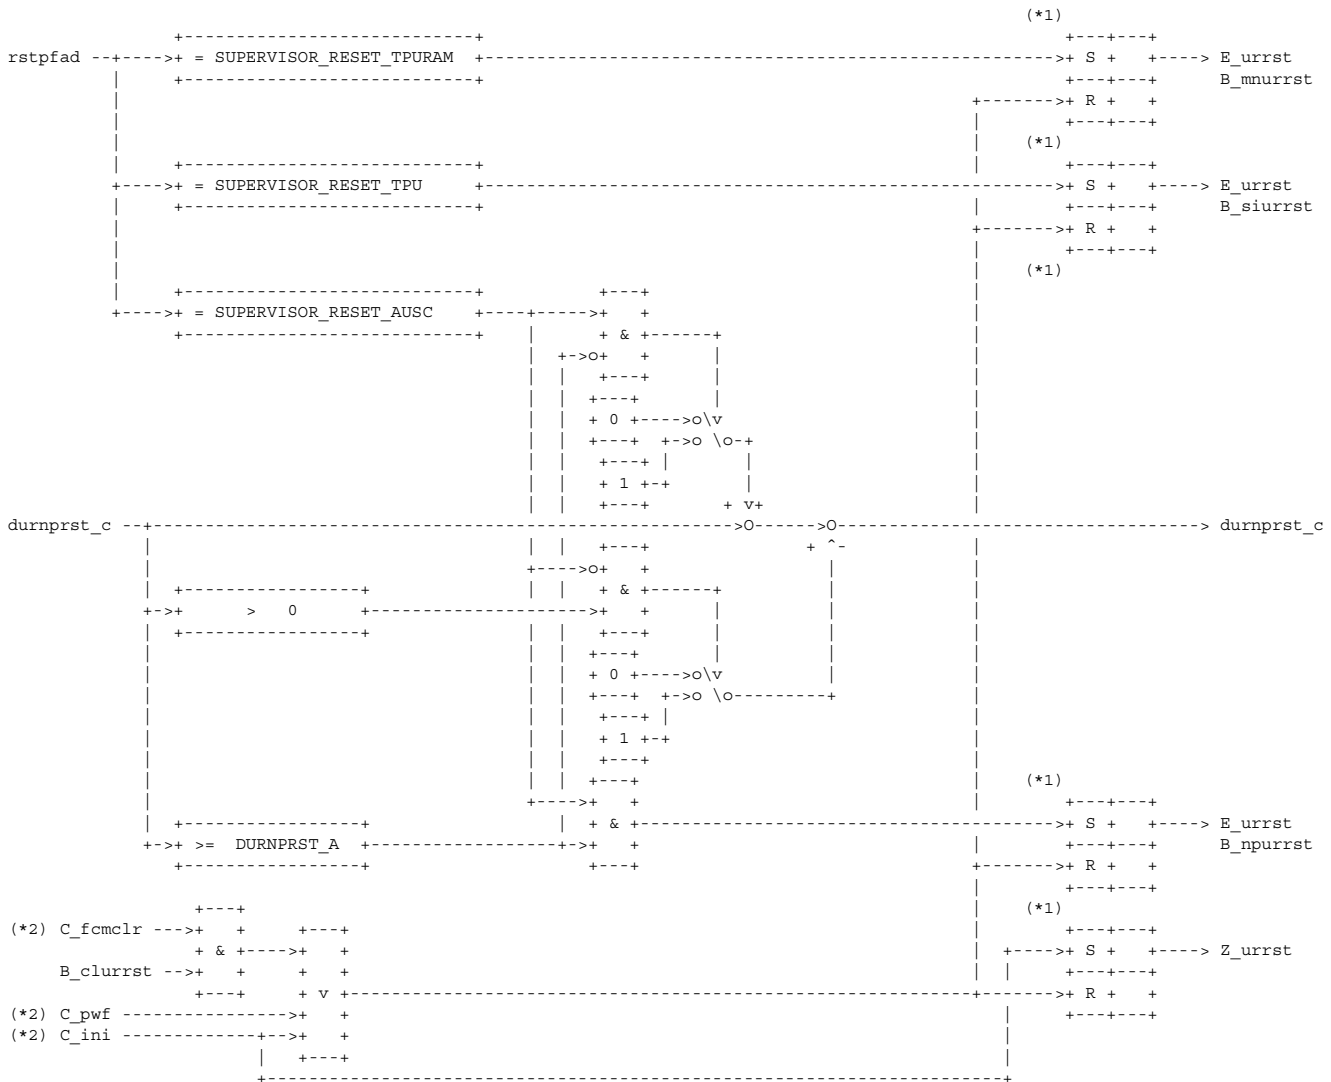 (*1)
rstpfad = SUPERVISOR_RESET_TPURAM S E_urrst
B_mnurrst
R
(*1)
= SUPERVISOR_RESET_TPU S E_urrst
B_siurrst
R
(*1)
= SUPERVISOR_RESET_AUSC
&
0
1
durnprst_c durnprst_c
&
> 0
0
1
(*1)
& S E_urrst
>= DURNPRST_A B_npurrst
R
(*1)
(*2) C_fcmclr
& S Z_urrst
B_clurrst
v R
(*2) C_pwf
(*2) C_ini